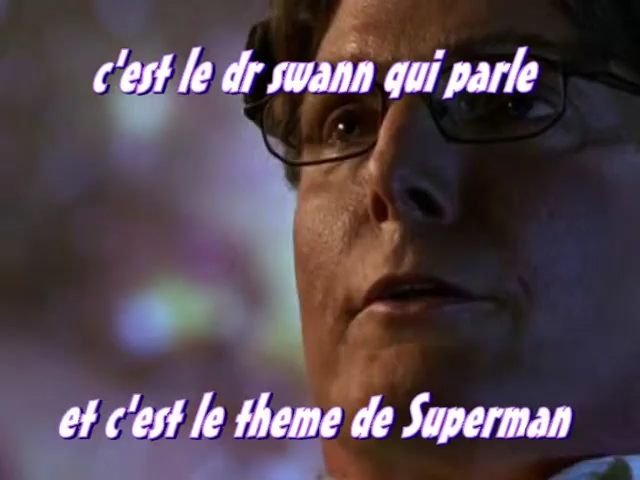 c'est le dr swann qui parle
et c'est le theme de Superman